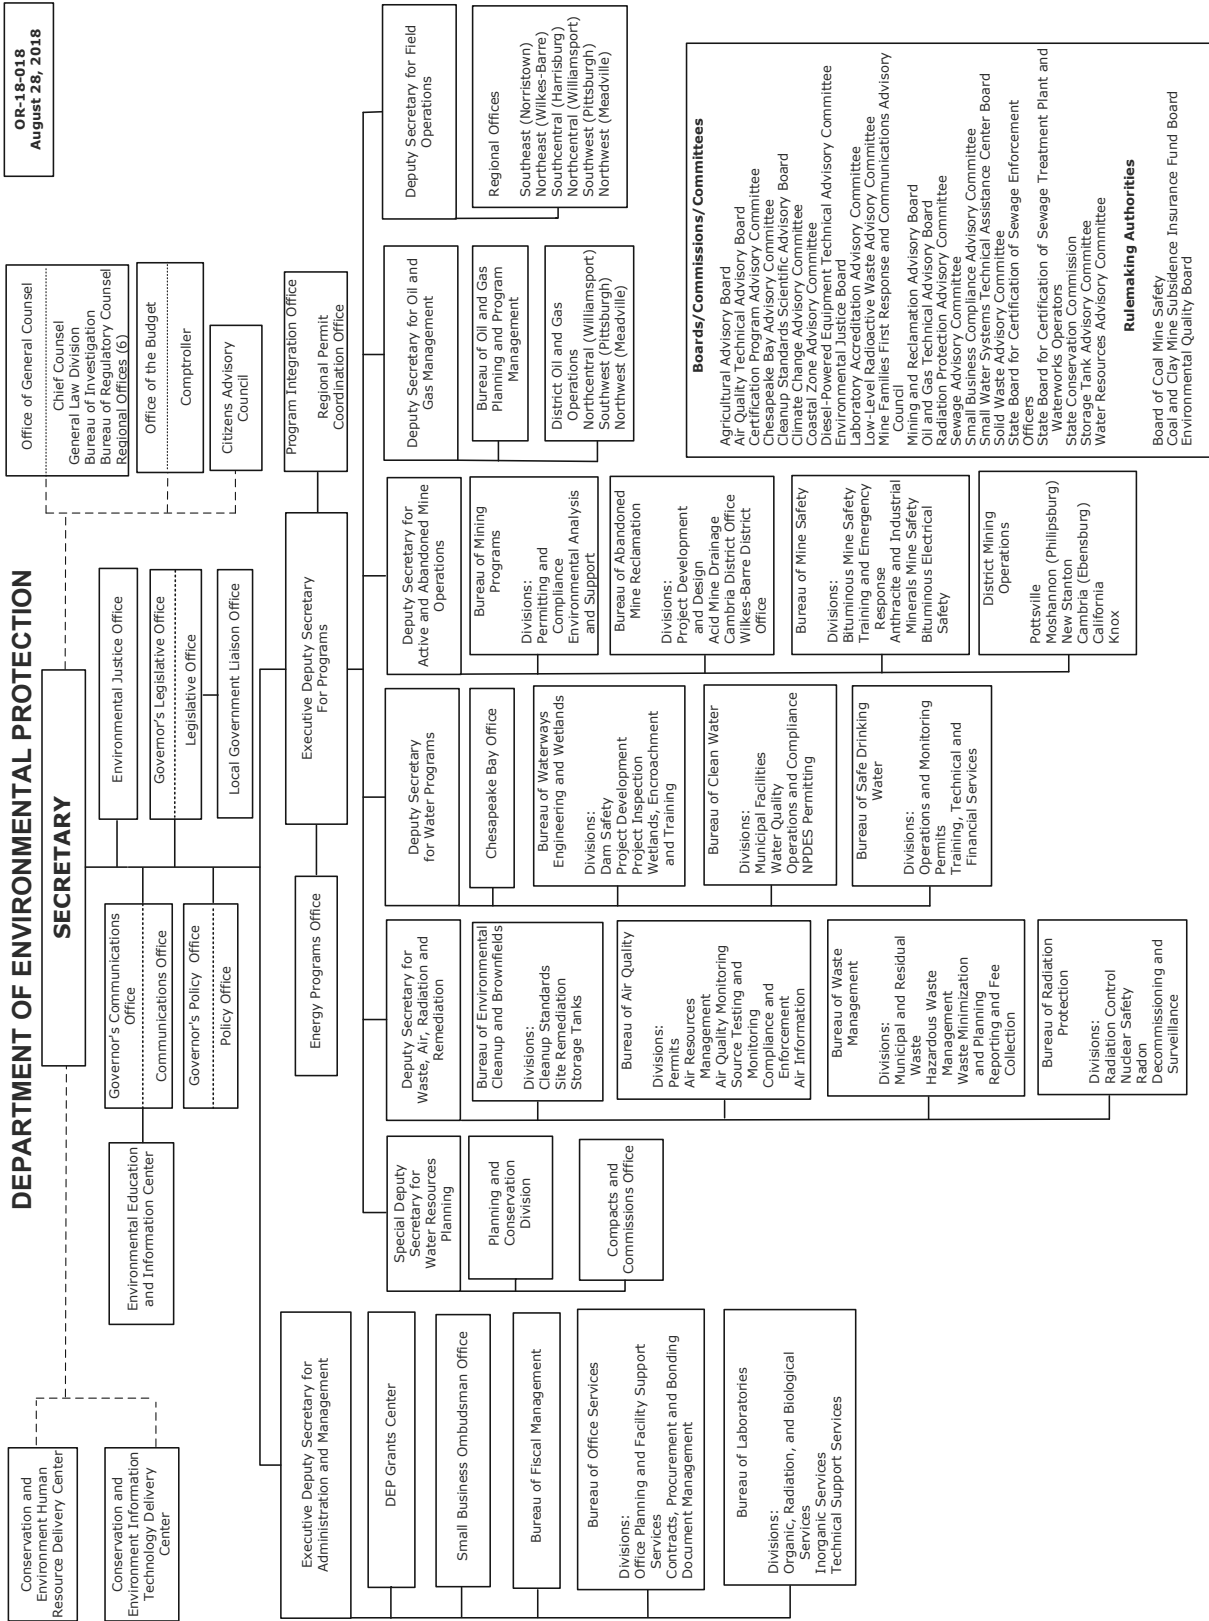 DEPARTMENT OF ENVIRONMENTAL PROTECTION
OR-18-018
August 28, 2018
SECRETARY
Conservation and
Environment Human
Resource Delivery Center
Conservation and
Environment Information
Technology Delivery
Center
Office of General Counsel
Chief Counsel
General Law Division
Bureau of Investigation
Bureau of Regulatory Counsel
Regional Offices (6)
Office of the Budget
Comptroller
Citizens Advisory
Council
Environmental Education
and Information Center
Governor's Communications
Office
Communications Office
Governor's Policy Office
Policy Office
Environmental Justice Office
Governor's Legislative Office
Legislative Office
Local Government Liaison Office
Executive Deputy Secretary for
Administration and Management
DEP Grants Center
Small Business Ombudsman Office
Bureau of Fiscal Management
Bureau of Office Services
Divisions:
Office Planning and Facility Support
Services
Contracts, Procurement and Bonding
Document Management
Bureau of Laboratories
Divisions:
Organic, Radiation, and Biological
Services
Inorganic Services
Technical Support Services
Energy Programs Office
Executive Deputy Secretary
For Programs
Program Integration Office
Regional Permit
Coordination Office
Special Deputy
Secretary for
Water Resources
Planning
Planning and
Conservation
Division
Compacts and
Commissions Office
Deputy Secretary for
Waste, Air, Radiation and
Remediation
Bureau of Environmental
Cleanup and Brownfields
Divisions:
Cleanup Standards
Site Remediation
Storage Tanks
Bureau of Air Quality
Divisions:
Permits
Air Resources
Management
Air Quality Monitoring
Source Testing and
Monitoring
Compliance and
Enforcement
Air Information
Bureau of Waste
Management
Divisions:
Municipal and Residual
Waste
Hazardous Waste
Management
Waste Minimization
and Planning
Reporting and Fee
Collection
Bureau of Radiation
Protection
Divisions:
Radiation Control
Nuclear Safety
Radon
Decommissioning and
Surveillance
Deputy Secretary
for Water Programs
Chesapeake Bay Office
Bureau of Waterways
Engineering and Wetlands
Divisions:
Dam Safety
Project Development
Project Inspection
Wetlands, Encroachment
and Training
Bureau of Clean Water
Divisions:
Municipal Facilities
Water Quality
Operations and Compliance
NPDES Permitting
Bureau of Safe Drinking
Water
Divisions:
Operations and Monitoring
Permits
Training, Technical and
Financial Services
Deputy Secretary for
Active and Abandoned Mine
Operations
Bureau of Mining
Programs
Divisions:
Permitting and
Compliance
Environmental Analysis
and Support
Bureau of Abandoned
Mine Reclamation
Divisions:
Project Development
and Design
Acid Mine Drainage
Cambria District Office
Wilkes-Barre District
Office
Bureau of Mine Safety
Divisions:
Bituminous Mine Safety
Training and Emergency
Response
Anthracite and Industrial
Minerals Mine Safety
Bituminous Electrical
Safety
District Mining
Operations
Pottsville
Moshannon (Philipsburg)
New Stanton
Cambria (Ebensburg)
California
Knox
Deputy Secretary for Oil and
Gas Management
Bureau of Oil and Gas
Planning and Program
Management
District Oil and Gas
Operations
Northcentral (Williamsport)
Southwest (Pittsburgh)
Northwest (Meadville)
Deputy Secretary for Field
Operations
Regional Offices
Southeast (Norristown)
Northeast (Wilkes-Barre)
Southcentral (Harrisburg)
Northcentral (Williamsport)
Southwest (Pittsburgh)
Northwest (Meadville)
Boards/Commissions/Committees
Agricultural Advisory Board
Air Quality Technical Advisory Board
Certification Program Advisory Committee
Chesapeake Bay Advisory Committee
Cleanup Standards Scientific Advisory Board
Climate Change Advisory Committee
Coastal Zone Advisory Committee
Diesel-Powered Equipment Technical Advisory Committee
Environmental Justice Board
Laboratory Accreditation Advisory Committee
Low-Level Radioactive Waste Advisory Committee
Mine Families First Response and Communications Advisory
Council
Mining and Reclamation Advisory Board
Oil and Gas Technical Advisory Board
Radiation Protection Advisory Committee
Sewage Advisory Committee
Small Business Compliance Advisory Committee
Small Water Systems Technical Assistance Center Board
Solid Waste Advisory Committee
State Board for Certification of Sewage Enforcement
Officers
State Board for Certification of Sewage Treatment Plant and
Waterworks Operators
State Conservation Commission
Storage Tank Advisory Committee
Water Resources Advisory Committee
Rulemaking Authorities
Board of Coal Mine Safety
Coal and Clay Mine Subsidence Insurance Fund Board
Environmental Quality Board